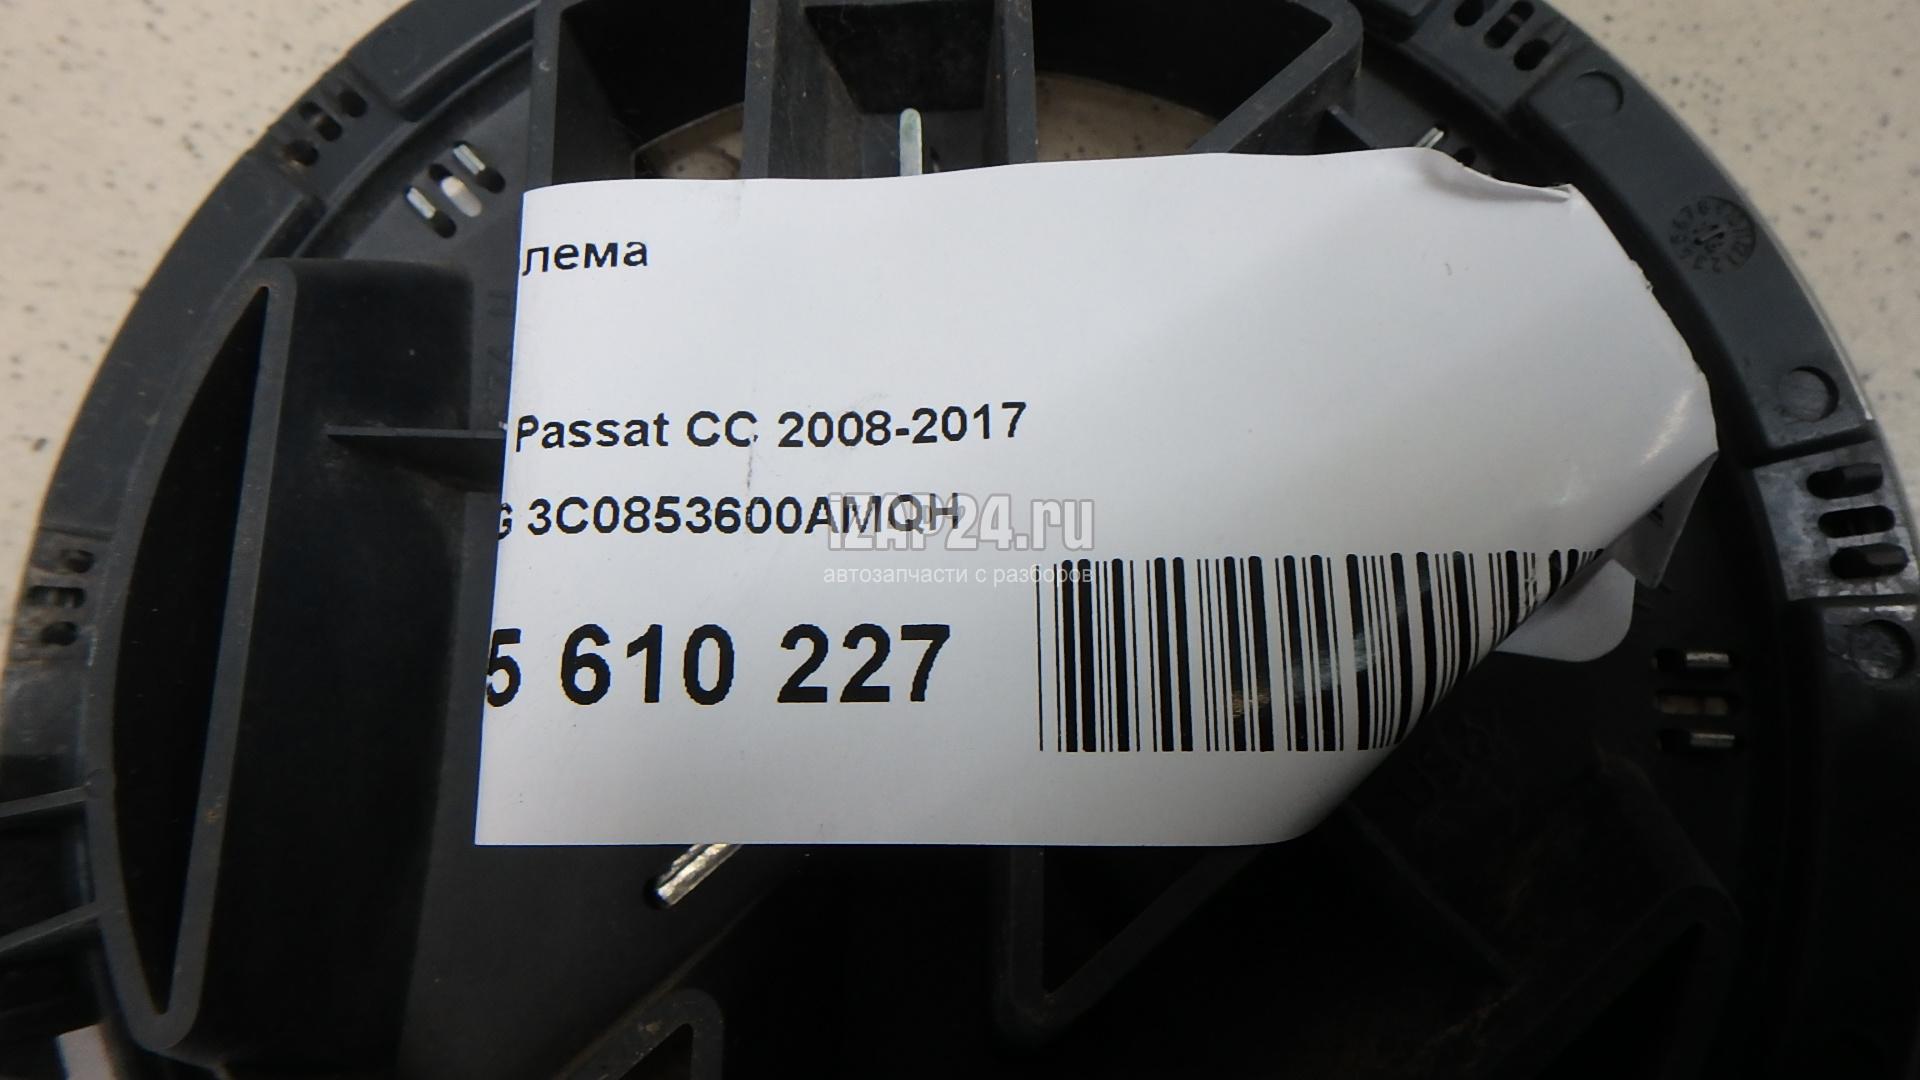 лема
Passat CC 2008-2017
G 3C0853600AMQH
iZAP24.ru
автозапчасти с разборов
5 610 227